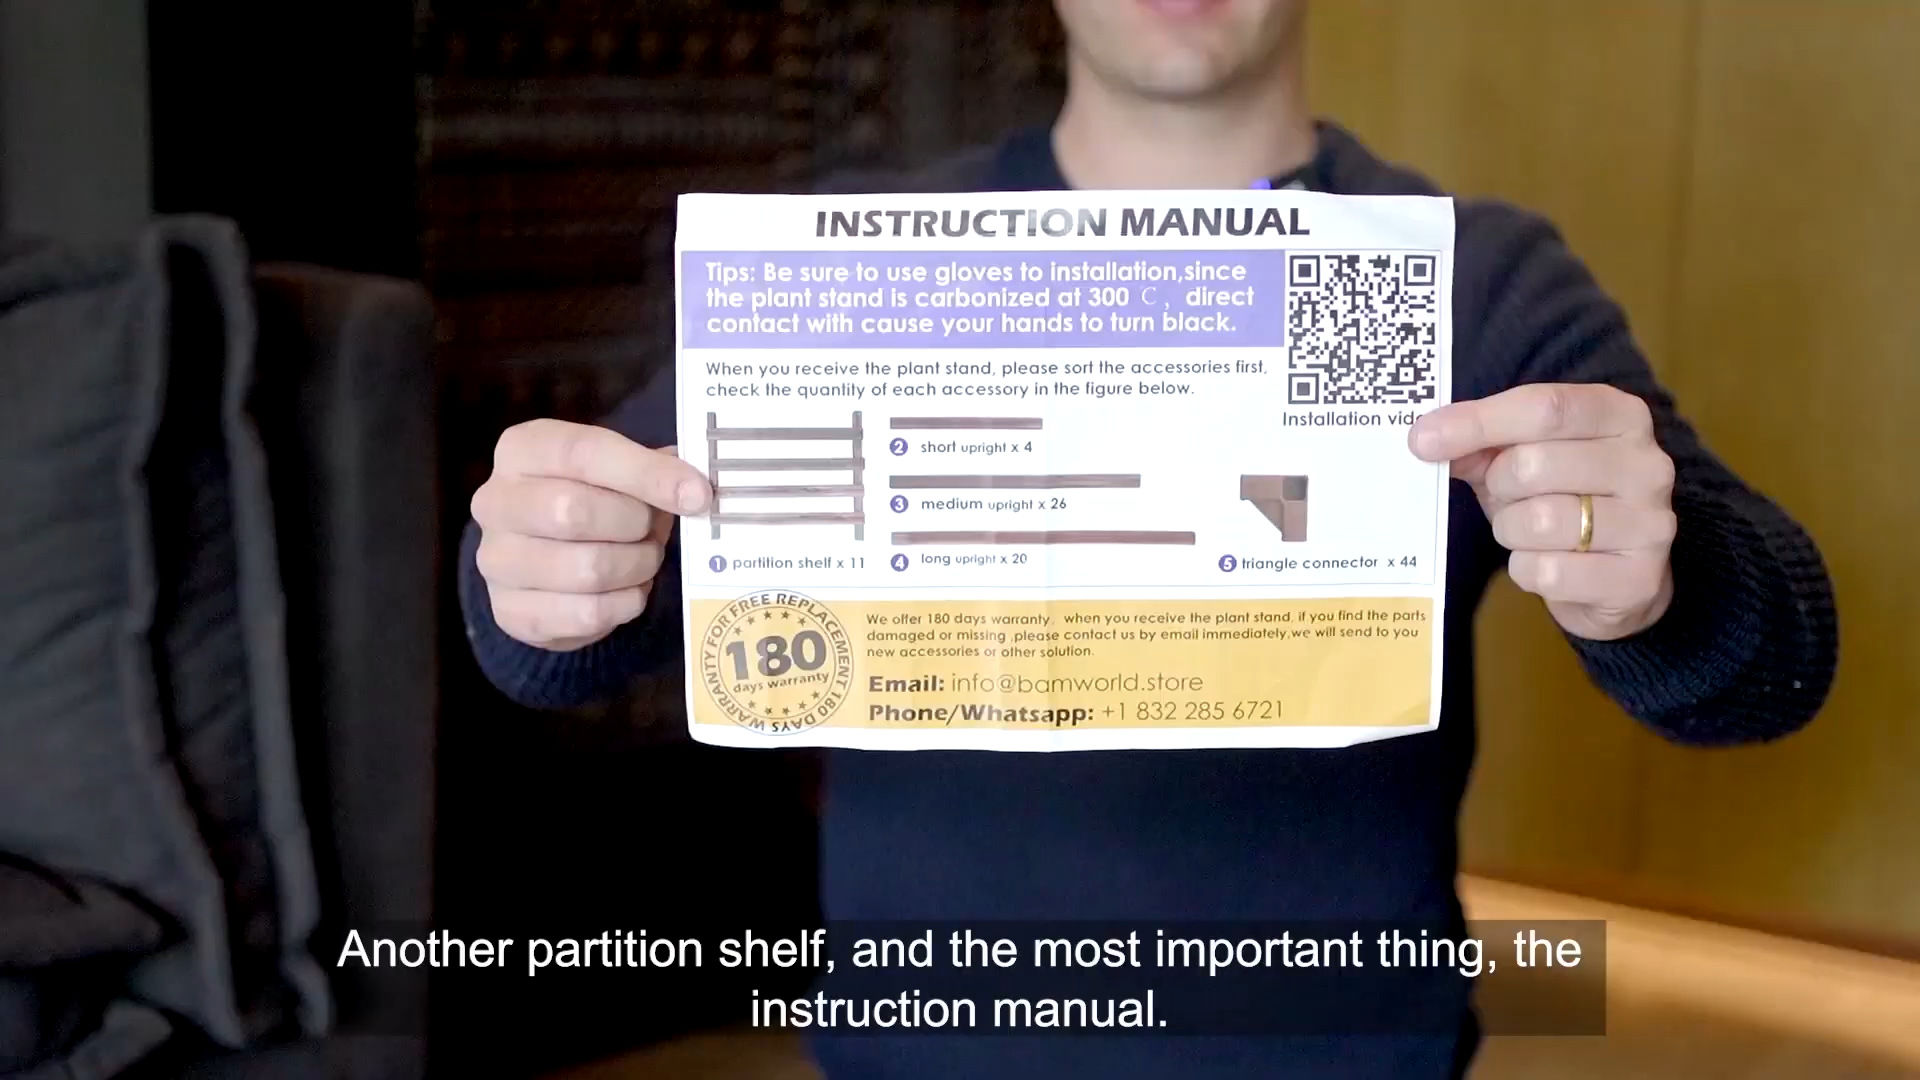 INSTRUCTION MANUAL
Tips: Be sure to use gloves to installation,since
the plant stand is carbonized at 300 ℃, direct
contact with cause your hands to turn black.
When you receive the plant stand, please sort the accessories first,
check the quantity of each accessory in the figure below.
Installation vid
2 short upright x 4
3 medium upright x 26
1 partition shelf x 11
4 long upright x 20
5 triangle connector x 44
WARRANTY FOR FREE REPLACEMENT 180 DAYS
180
days warranty
We offer 180 days warranty, when you receive the plant stand, if you find the parts
damaged or missing ,please contact us by email immediately,we will send to you
new accessories or other solution.
Email: info@bamworld.store
Phone/Whatsapp: +1 832 285 6721
Another partition shelf, and the most important thing, the
instruction manual.